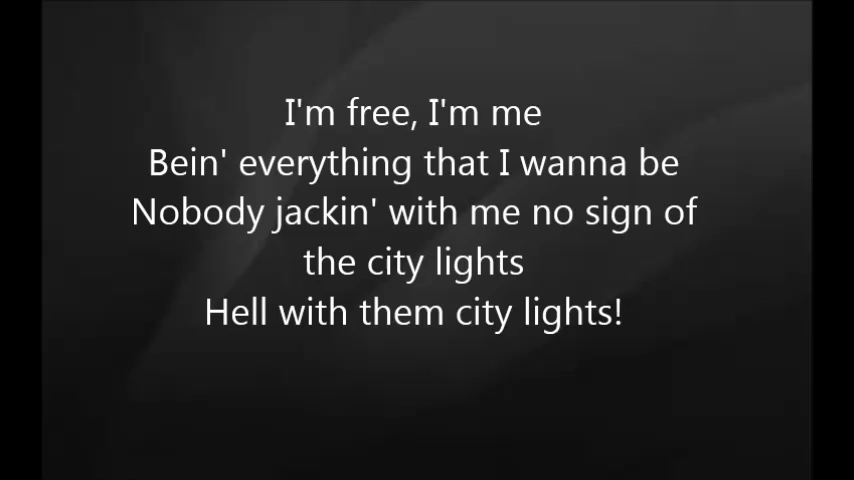 I'm free, I'm me
Bein' everything that I wanna be
Nobody jackin' with me no sign of
the city lights
Hell with them city lights!